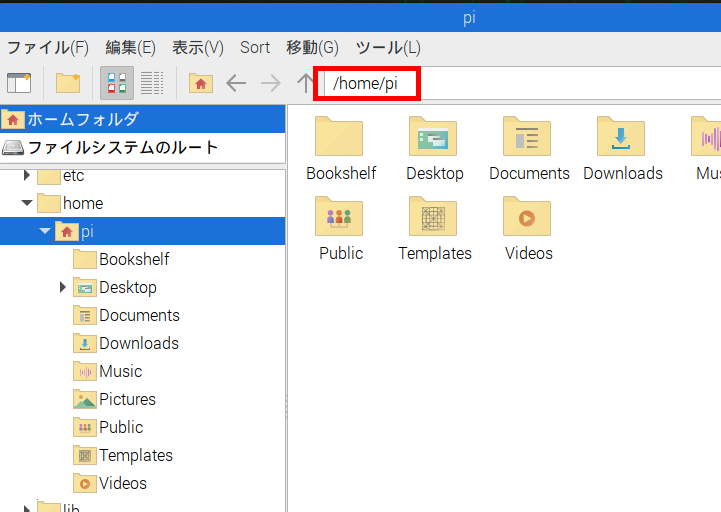 pi
ファイル(F) 編集(E) 表示(V) Sort 移動(G) ツール(L)
/home/pi
ホームフォルダ
ファイルシステムのルート
etc
home
pi
Bookshelf
Desktop
Documents
Downloads
Music
Pictures
Public
Templates
Videos
lib
Bookshelf Desktop Documents Downloads
Public Templates Videos